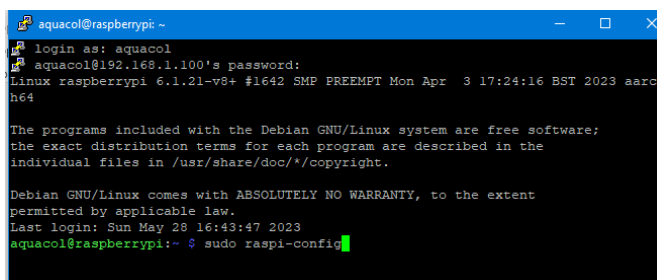 aquacol@raspberrypi: ~
login as: aquacol
aquacol@192.168.1.100's password:
Linux raspberrypi 6.1.21-v8+ #1642 SMP PREEMPT Mon Apr  3 17:24:16 BST 2023 aarc
h64
The programs included with the Debian GNU/Linux system are free software;
the exact distribution terms for each program are described in the
individual files in /usr/share/doc/*/copyright.
Debian GNU/Linux comes with ABSOLUTELY NO WARRANTY, to the extent
permitted by applicable law.
Last login: Sun May 28 16:43:47 2023
aquacol@raspberrypi:~ $ sudo raspi-config